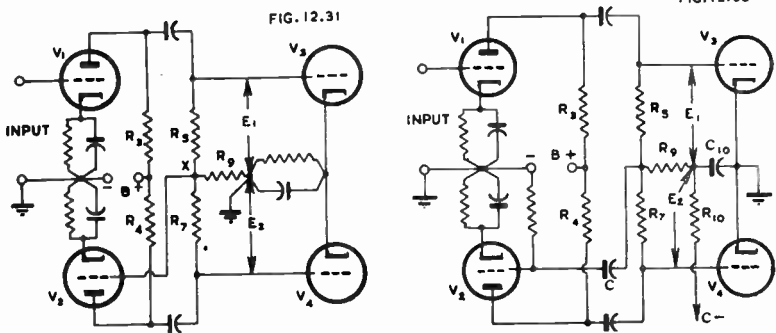 FIG. 12.31
V₁
V₃
INPUT
R₃
R₅
E₁
X
R₉
B +
-
R₄
R₇
E₂
V₂
V₄
V₁
V₃
INPUT
R₃
R₅
E₁
R₉
C₁₀
B +
-
E₂
R₄
R₇
R₁₀
C
V₂
V₄
C-